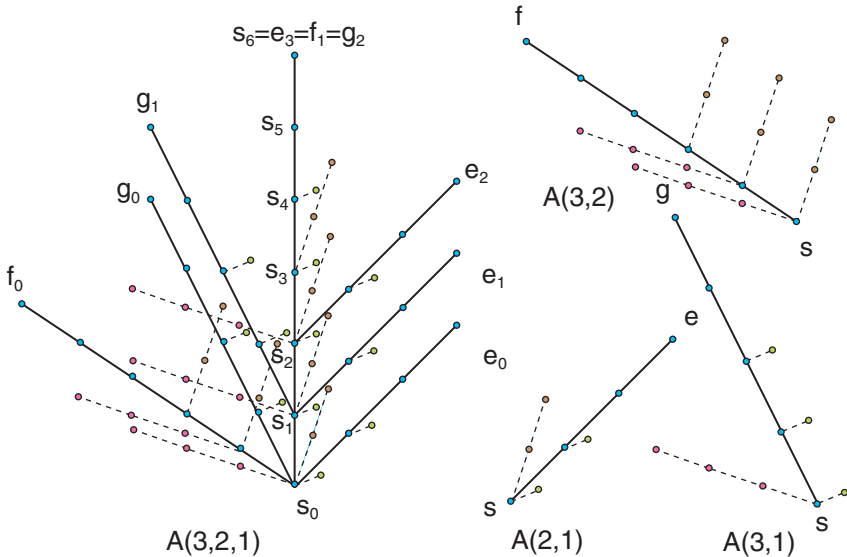 s₆=e₃=f₁=g₂
g₁
s₅
g₀
s₄
e₂
s₃
f₀
e₁
s₂
e₀
s₁
s₀
A(3,2,1)
f
A(3,2)
s
g
e
s
A(2,1)
s
A(3,1)